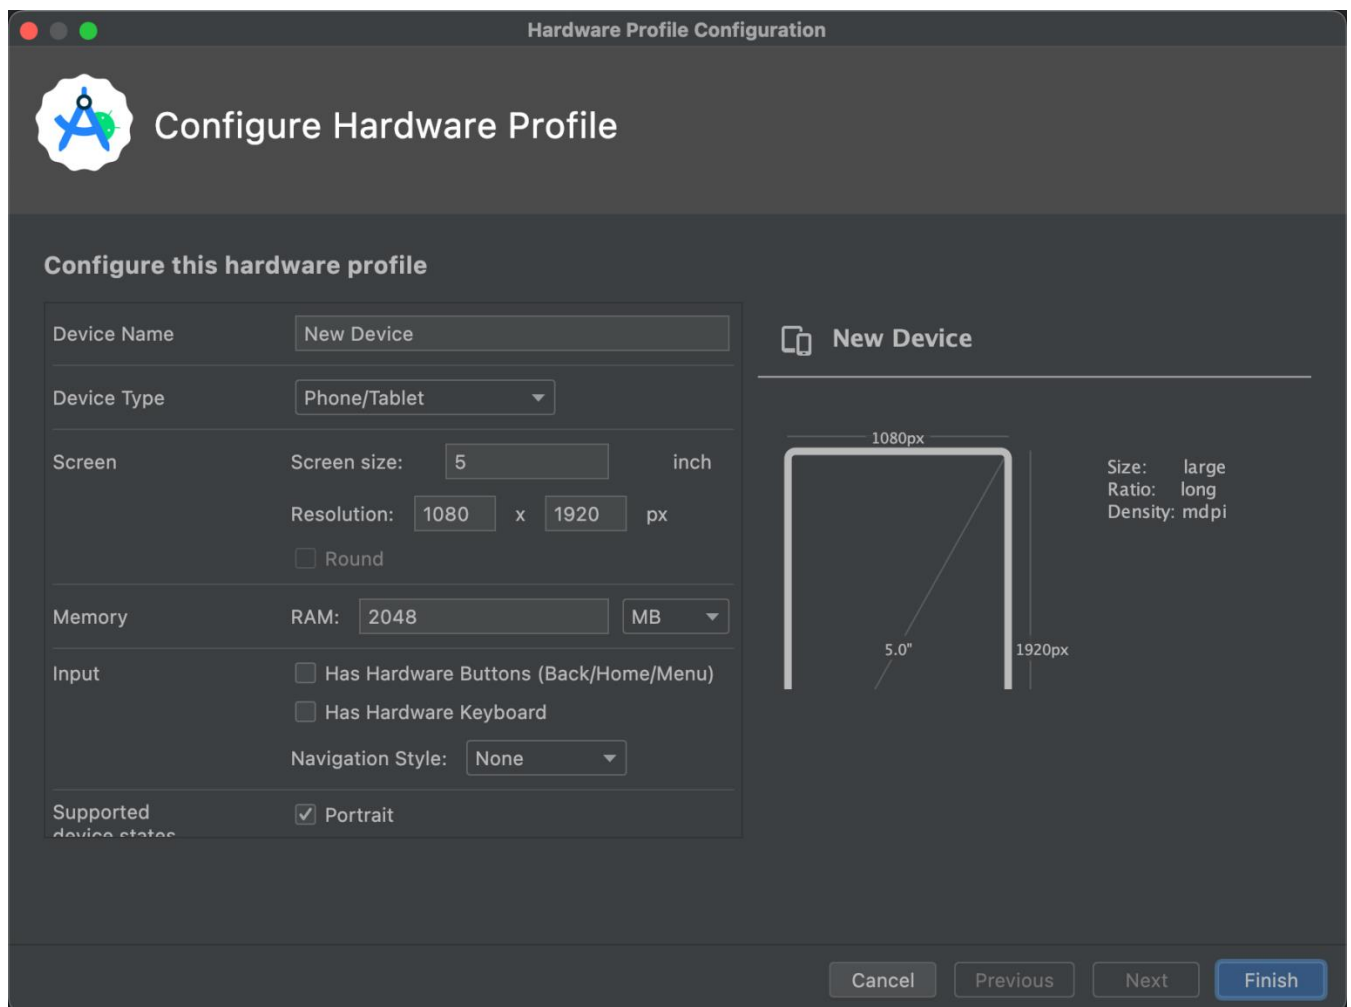 Hardware Profile Configuration
Configure Hardware Profile
Configure this hardware profile
Device Name New Device
Device Type Phone/Tablet
Screen Screen size: 5 inch
Resolution: 1080 x 1920 px
Round
Memory RAM: 2048 MB
Input Has Hardware Buttons (Back/Home/Menu)
Has Hardware Keyboard
Navigation Style: None
Supported Portrait
device states
New Device
1080px
Size: large
Ratio: long
Density: mdpi
5.0" 1920px
Cancel Previous Next Finish